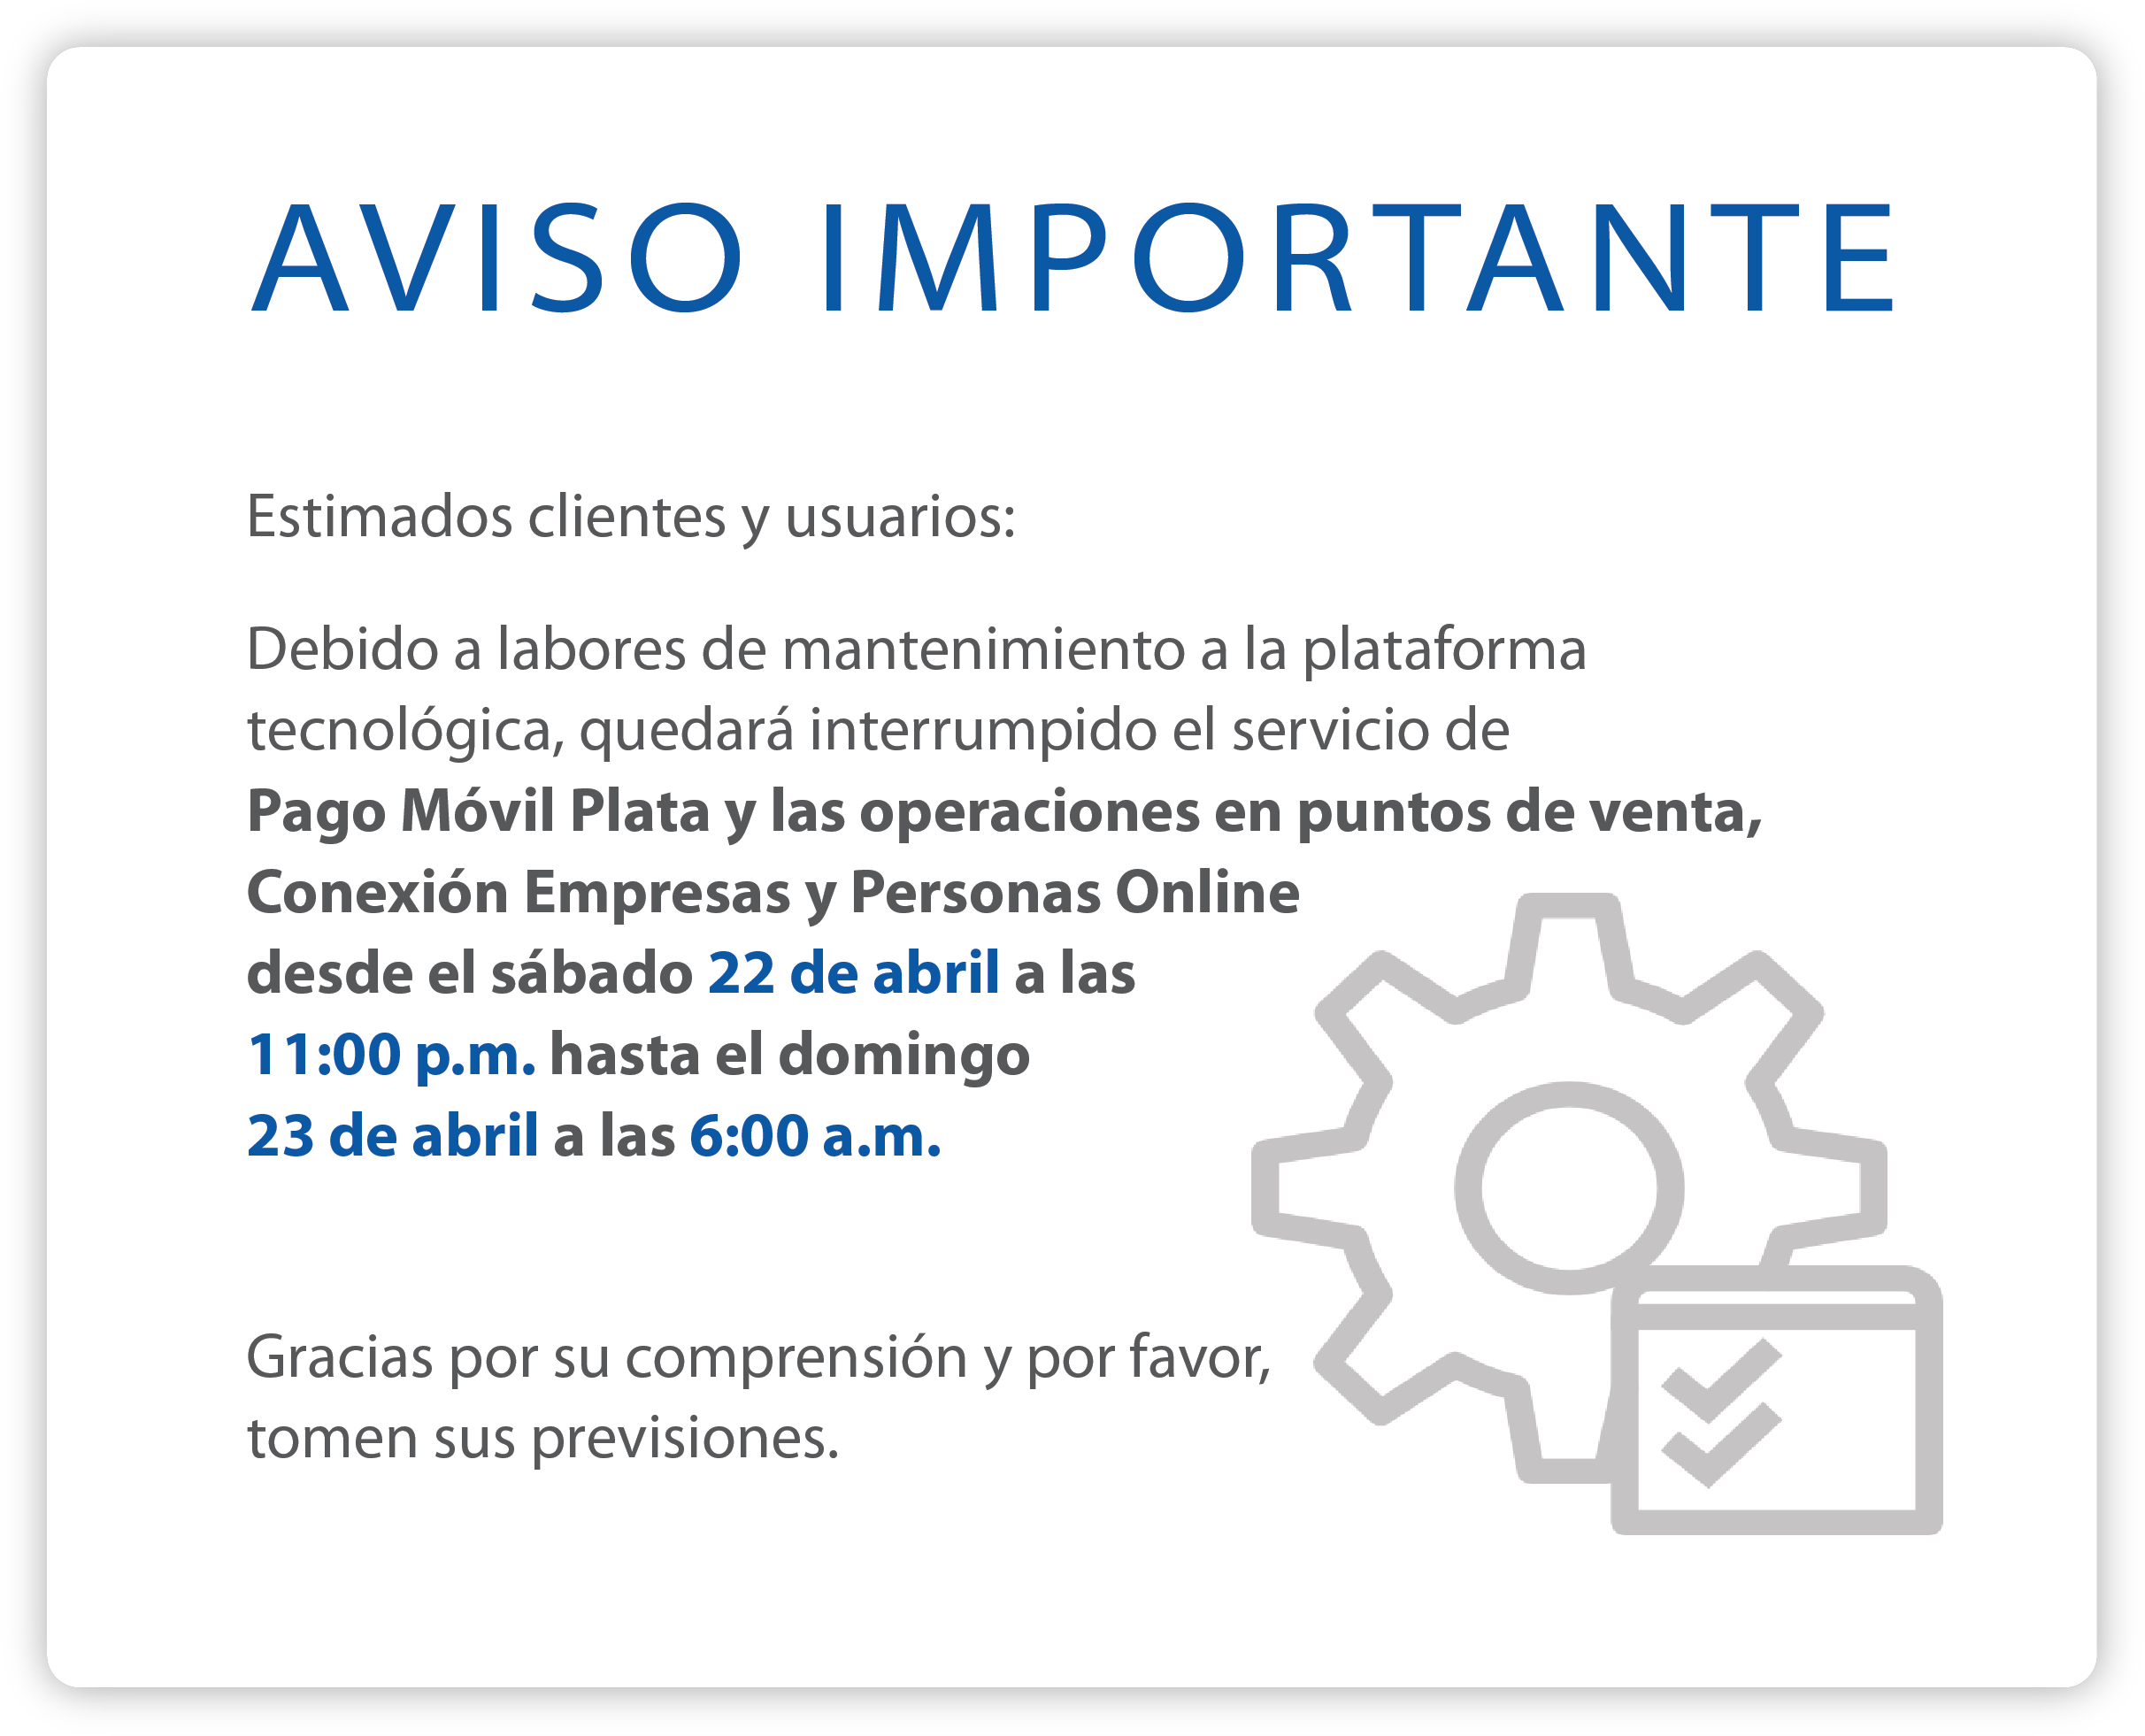 AVISO IMPORTANTE
Estimados clientes y usuarios:
Debido a labores de mantenimiento a la plataforma
tecnológica, quedará interrumpido el servicio de
Pago Móvil Plata y las operaciones en puntos de venta,
Conexión Empresas y Personas Online
desde el sábado 22 de abril a las
11:00 p.m. hasta el domingo
23 de abril a las 6:00 a.m.
Gracias por su comprensión y por favor,
tomen sus previsiones.